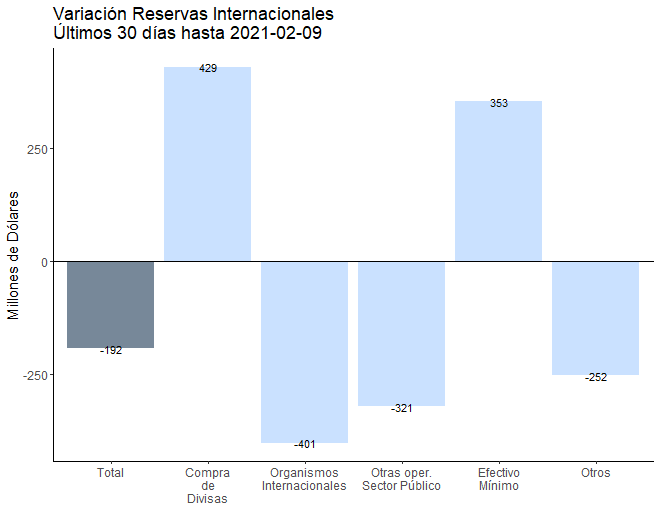 Variación Reservas Internacionales
Últimos 30 días hasta 2021-02-09
Millones de Dólares
250
0
-250
429
353
-192
-401
-321
-252
Total
Compra
de
Divisas
Organismos
Internacionales
Otras oper.
Sector Público
Efectivo
Mínimo
Otros